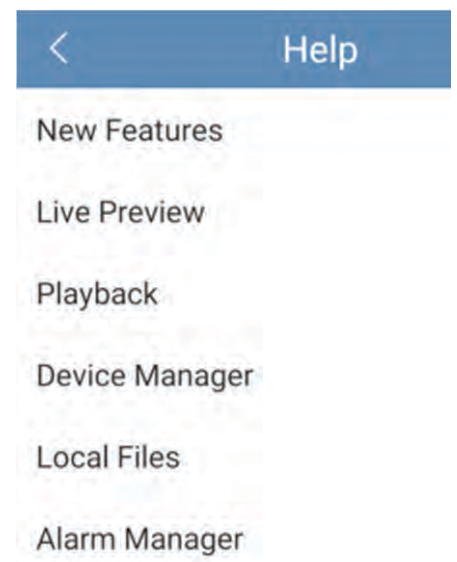 Help
New Features
Live Preview
Playback
Device Manager
Local Files
Alarm Manager